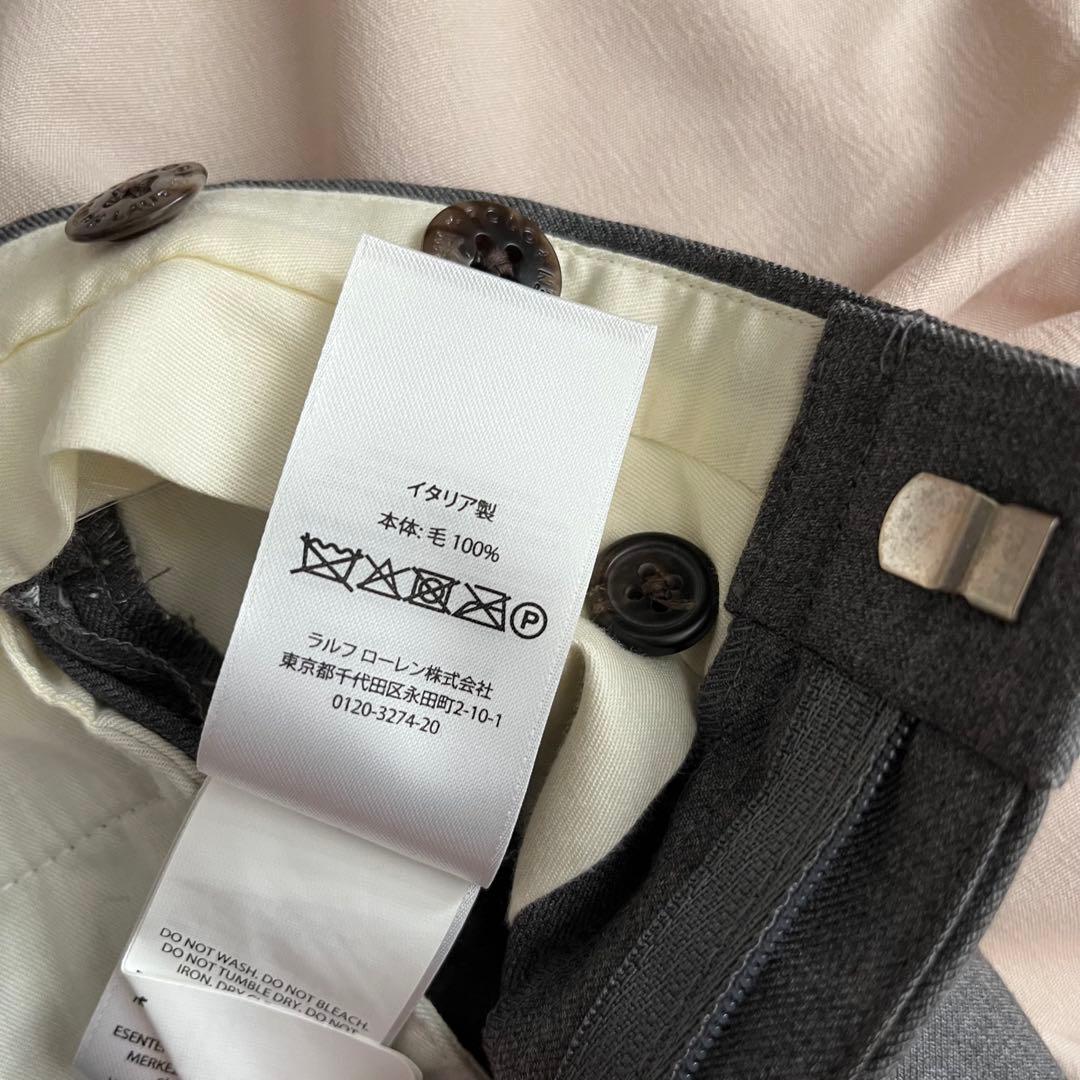 イタリア製
本体: 毛 100%
P
ラルフ ローレン株式会社
東京都千代田区永田町2-10-1
0120-3274-20
DO NOT WASH. DO NOT BLEACH.
DO NOT TUMBLE DRY. DO NOT
IRON.